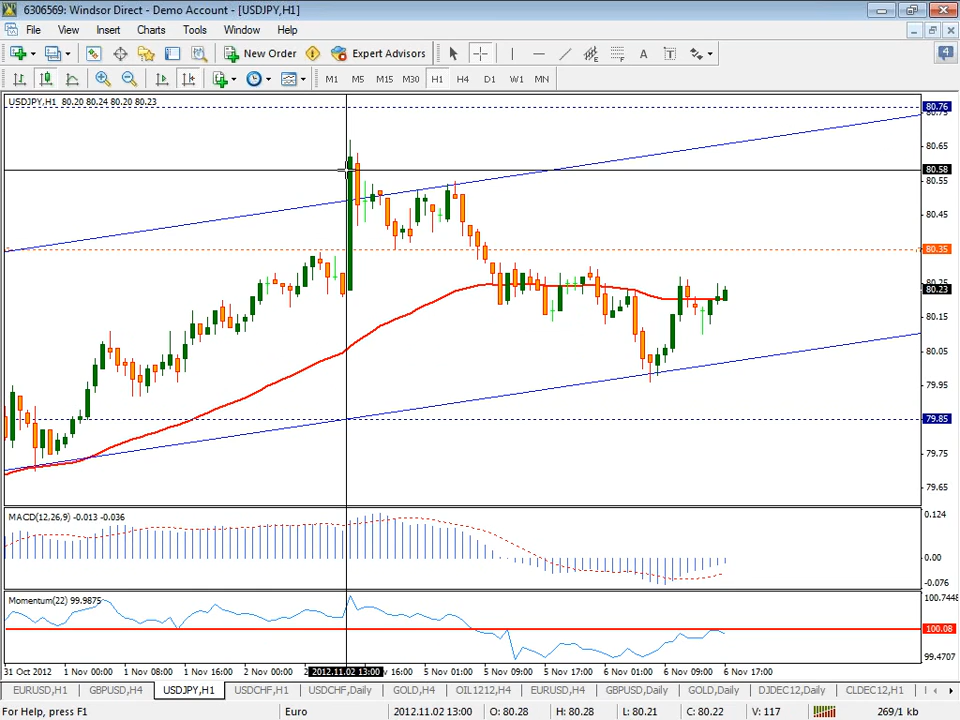 6306569: Windsor Direct - Demo Account - [USDJPY,H1]
File View Insert Charts Tools Window Help
New Order Expert Advisors A T 4
M1 M5 M15 M30 H1 H4 D1 W1 MN
USDJPY,H1 80.20 80.24 80.20 80.23
80.76
80.65
80.58
80.55
80.45
80.35
80.23
80.15
80.05
79.95
79.85
79.75
79.65
MACD(12,26,9) -0.013 -0.036
0.124
0.00
-0.076
Momentum(22) 99.9875
100.7448
100.08
99.4707
31 Oct 2012 1 Nov 00:00 1 Nov 08:00 1 Nov 16:00 2 Nov 00:00 2012.11.02 13:00 16:00 5 Nov 01:00 5 Nov 09:00 5 Nov 17:00 6 Nov 01:00 6 Nov 09:00 6 Nov 17:00
EURUSD,H1 GBPUSD,H4 USDJPY,H1 USDCHF,H1 USDCHF,Daily GOLD,H4 OIL1212,H4 EURUSD,H4 GBPUSD,Daily GOLD,Daily DJDEC12,Daily CLDEC12,H1
For Help, press F1 Euro 2012.11.02 13:00 O: 80.28 H: 80.28 L: 80.21 C: 80.22 V: 117 269/1 kb